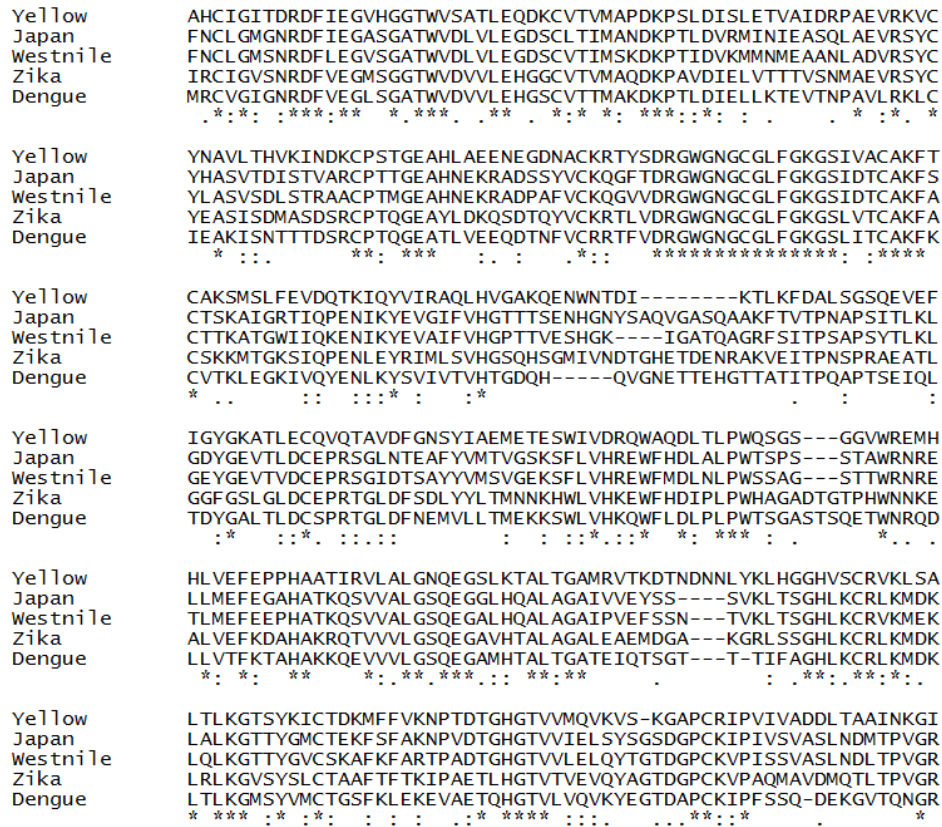 Yellow AHCIGITDRDFIEGVHGGTWVSATLEQDKCVTVMAPDKPSLDISLETVAIDRPAEVRKVC
Japan FNCLGMGNRDFIEGASGATWVDLVLEGDSCLTIMANDKPTLDVRMINIEASQLAEVRSYC
Westnile FNCLGMSNRDFLEGVSGATWVDLVLEGDSCVTIMSKDKPTIDVKMMNMEAANLADVRSYC
Zika IRCIGVSNRDFVEGMSGGTWVDVVLEHGGCVTVMAQDKPAVDIELVTTTVSNMAEVRSYC
Dengue MRCVGIGNRDFVEGLSGATWVDVVLEHGSCVTTMAKDKPTLDIELLKTEVTNPAVLRKLC
.*:*: :***:** *.***. .** . *:* *: ***::*: . . * :*. *
Yellow YNAVLTHVKINDKCPSTGEAHLAEENEGDNACKRTYSDRGWGNGCGLFGKGSIVACAKFT
Japan YHASVTDISTVARCPTTGEAHNEKRADSSYVCKQGFTDRGWGNGCGLFGKGSIDTCAKFS
Westnile YLASVSDLSTRAACPTMGEAHNEKRADPAFVCKQGVVDRGWGNGCGLFGKGSIDTCAKFA
Zika YEASISDMASDSRCPTQGEAYLDKQSDTQYVCKRTLVDRGWGNGCGLFGKGSLVTCAKFA
Dengue IEAKISNTTTDSRCPTQGEATLVEEQDTNFVCRRTFVDRGWGNGCGLFGKGSLITCAKFK
* ::. **: *** :. : .*:: ***************: :****
Yellow CAKSMSLFEVDQTKIQYVIRAQLHVGAKQENWNTDI--------KTLKFDALSGSQEVEF
Japan CTSKAIGRTIQPENIKYEVGIFVHGTTTSENHGNYSAQVGASQAAKFTVTPNAPSITLKL
Westnile CTTKATGWIIQKENIKYEVAIFVHGPTTVESHGK----IGATQAGRFSITPSAPSYTLKL
Zika CSKKMTGKSIQPENLEYRIMLSVHGSQHSGMIVNDTGHETDENRAKVEITPNSPRAEATL
Dengue CVTKLEGKIVQYENLKYSVIVTVHTGDQH-----QVGNETTEHGTTATITPQAPTSEIQL
* .. :: :::* : :* . : :
Yellow IGYGKATLECQVQTAVDFGNSYIAEMETESWIVDRQWAQDLTLPWQSGS---GGVWREMH
Japan GDYGEVTLDCEPRSGLNTEAFYVMTVGSKSFLVHREWFHDLALPWTSPS---STAWRNRE
Westnile GEYGEVTVDCEPRSGIDTSAYYVMSVGEKSFLVHREWFMDLNLPWSSAG---STTWRNRE
Zika GGFGSLGLDCEPRTGLDFSDLYYLTMNNKHWLVHKEWFHDIPLPWHAGADTGTPHWNNKE
Dengue TDYGALTLDCSPRTGLDFNEMVLLTMEKKSWLVHKQWFLDLPLPWTSGASTSQETWNRQD
:* ::*. ::.:: : : ::*.::* *: *** : . *.. .
Yellow HLVEFEPPHAATIRVLALGNQEGSLKTALTGAMRVTKDTNDNNLYKLHGGHVSCRVKLSA
Japan LLMEFEGAHATKQSVVALGSQEGGLHQALAGAIVVEYSS----SVKLTSGHLKCRLKMDK
Westnile TLMEFEEPHATKQSVVALGSQEGALHQALAGAIPVEFSSN---TVKLTSGHLKCRVKMEK
Zika ALVEFKDAHAKRQTVVVLGSQEGAVHTALAGALEAEMDGA---KGRLSSGHLKCRLKMDK
Dengue LLVTFKTAHAKKQEVVVLGSQEGAMHTALTGATEIQTSGT---T-TIFAGHLKCRLKMDK
*: *: ** *:.**.***.:: **:** . : .**:.**:*:.
Yellow LTLKGTSYKICTDKMFFVKNPTDTGHGTVVMQVKVS-KGAPCRIPVIVADDLTAAINKGI
Japan LALKGTTYGMCTEKFSFAKNPVDTGHGTVVIELSYSGSDGPCKIPIVSVASLNDMTPVGR
Westnile LQLKGTTYGVCSKAFKFARTPADTGHGTVVLELQYTGTDGPCKVPISSVASLNDLTPVGR
Zika LRLKGVSYSLCTAAFTFTKIPAETLHGTVTVEVQYAGTDGPCKVPAQMAVDMQTLTPVGR
Dengue LTLKGMSYVMCTGSFKLEKEVAETQHGTVLVQVKYEGTDAPCKIPFSSQ-DEKGVTQNGR
* *** :* :*: : : : .:* **** :::. ..**::* . *